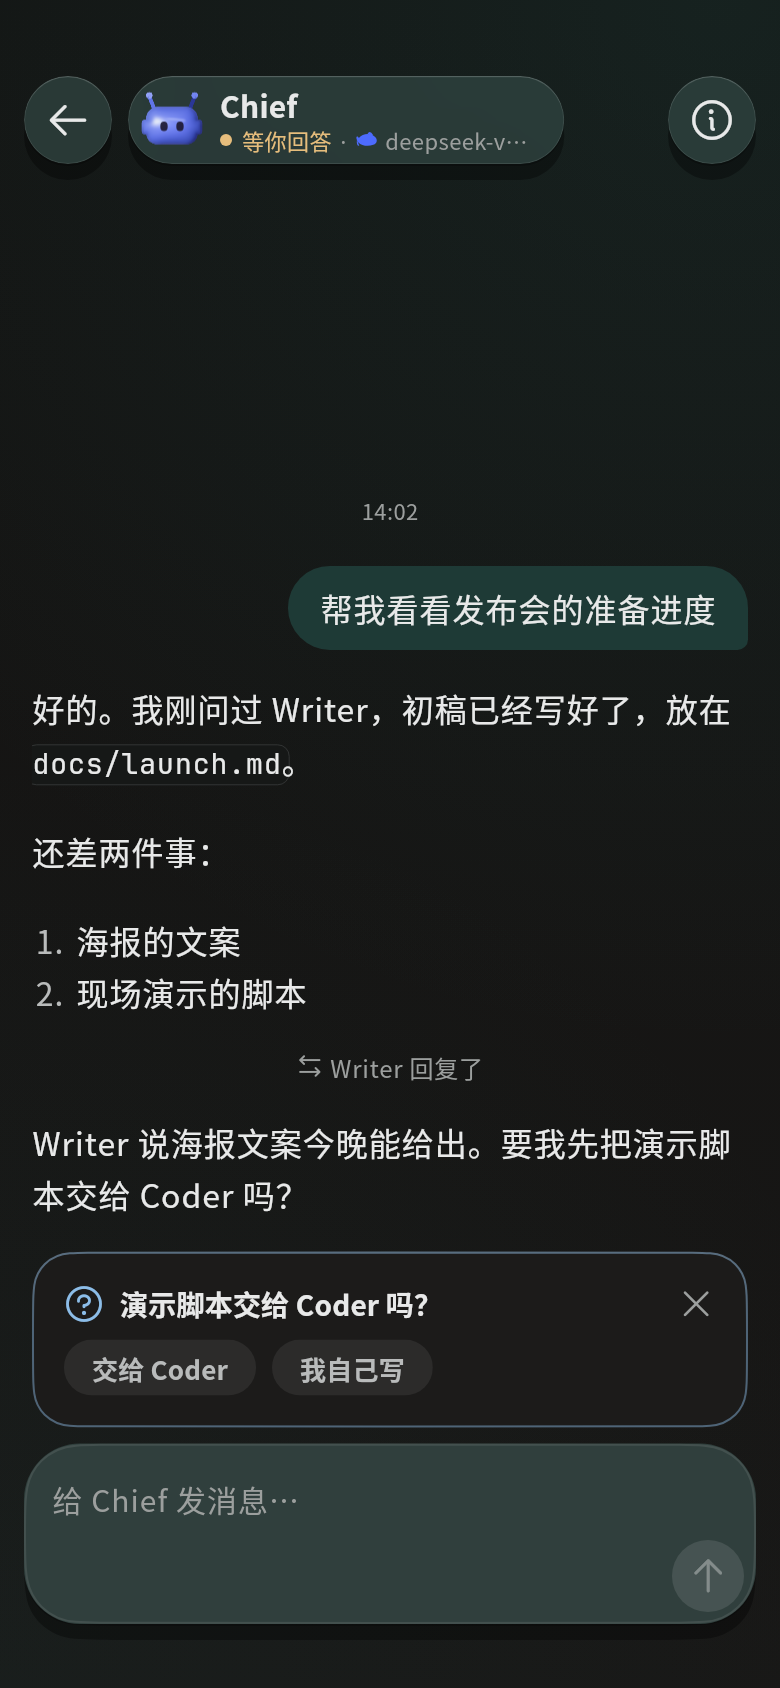 Chief
等你回答 · deepseek-v…
14:02
帮我看看发布会的准备进度
好的。我刚问过 Writer，初稿已经写好了，放在
docs/launch.md。
还差两件事：
1. 海报的文案
2. 现场演示的脚本
Writer 回复了
Writer 说海报文案今晚能给出。要我先把演示脚
本交给 Coder 吗？
演示脚本交给 Coder 吗？
交给 Coder
我自己写
给 Chief 发消息…